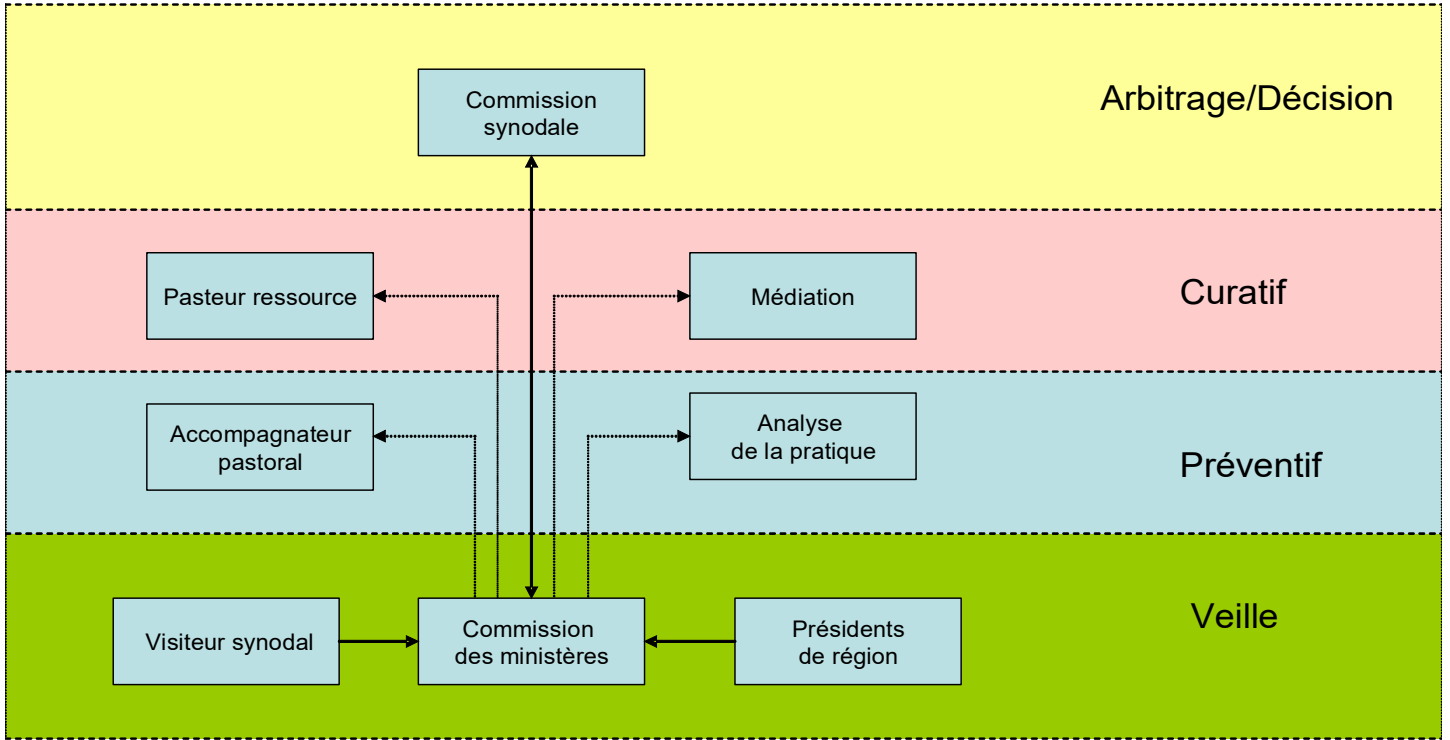 Commission
synodale
Arbitrage/Décision
Pasteur ressource
Médiation
Curatif
Accompagnateur
pastoral
Analyse
de la pratique
Préventif
Visiteur synodal
Commission
des ministères
Présidents
de région
Veille